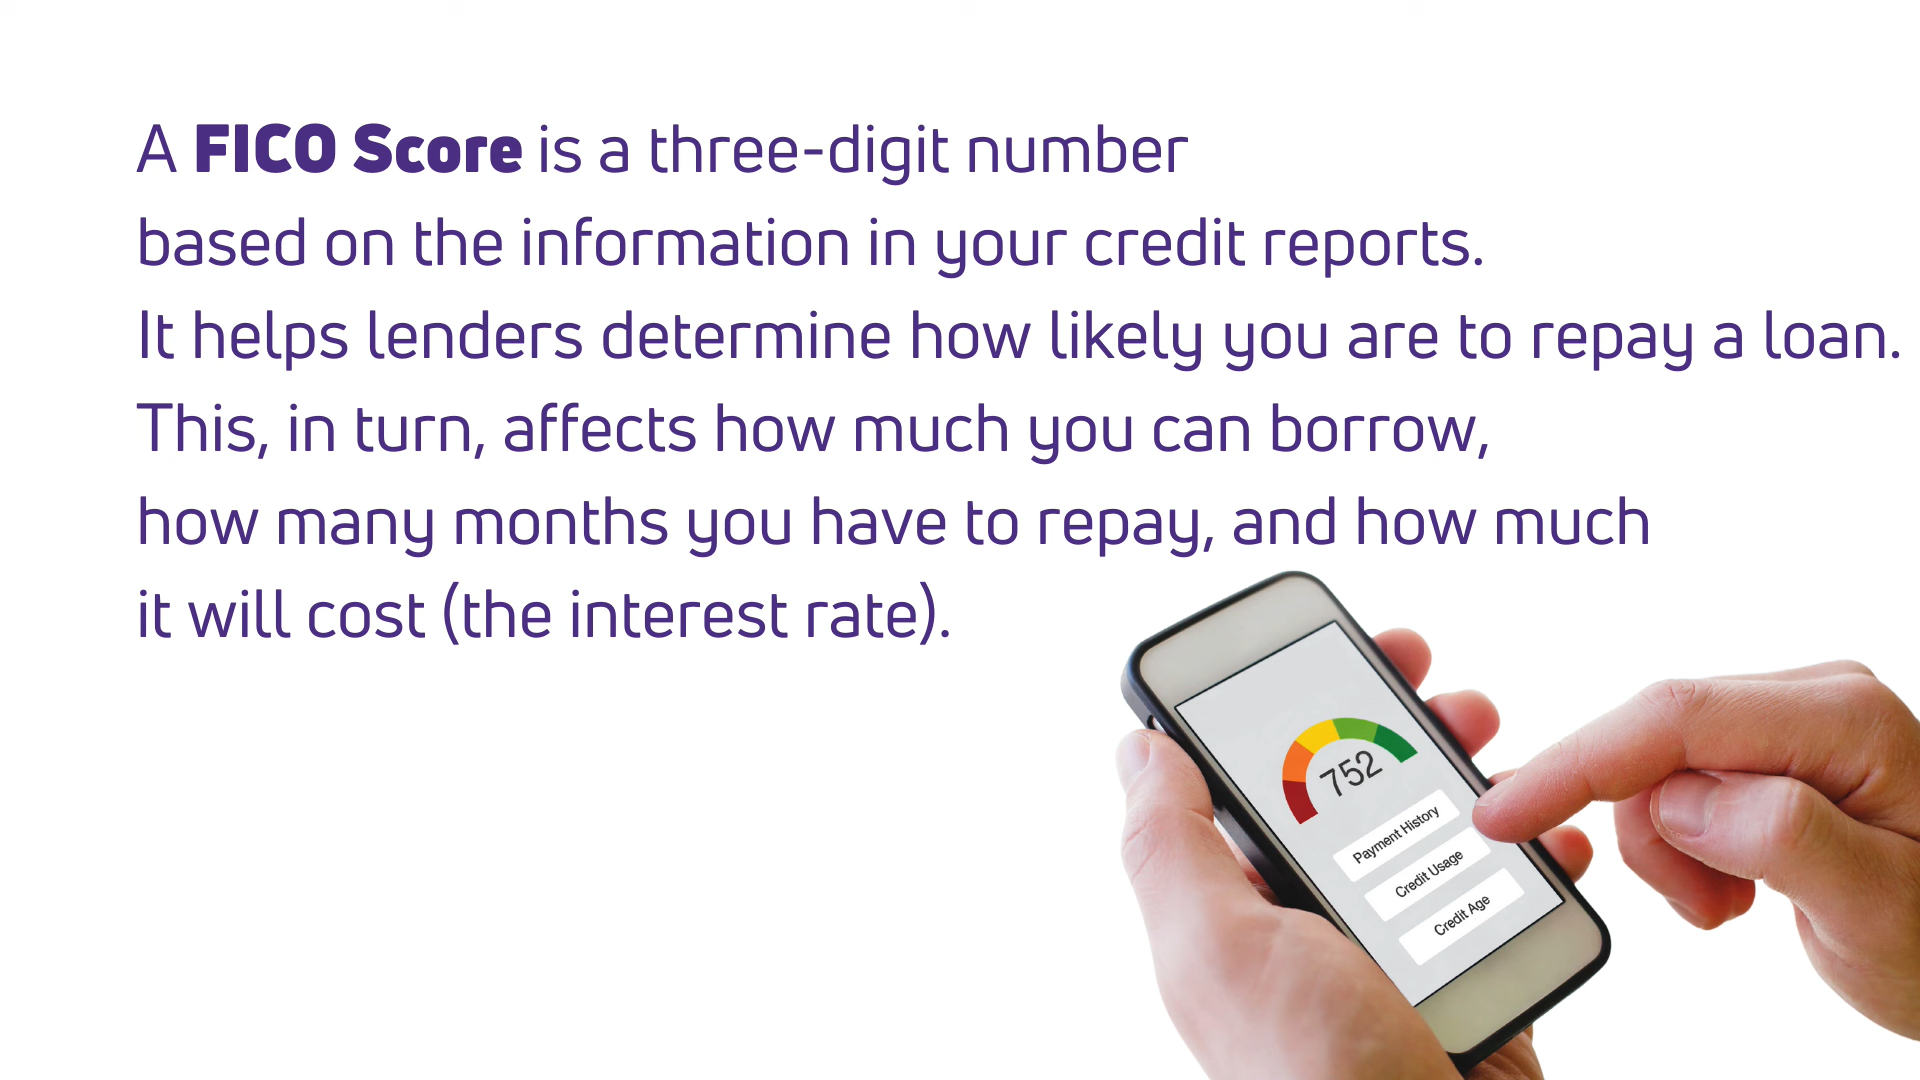 A FICO Score is a three-digit number
based on the information in your credit reports.
It helps lenders determine how likely you are to repay a loan.
This, in turn, affects how much you can borrow,
how many months you have to repay, and how much
it will cost (the interest rate).
752
Payment History
Credit Usage
Credit Age